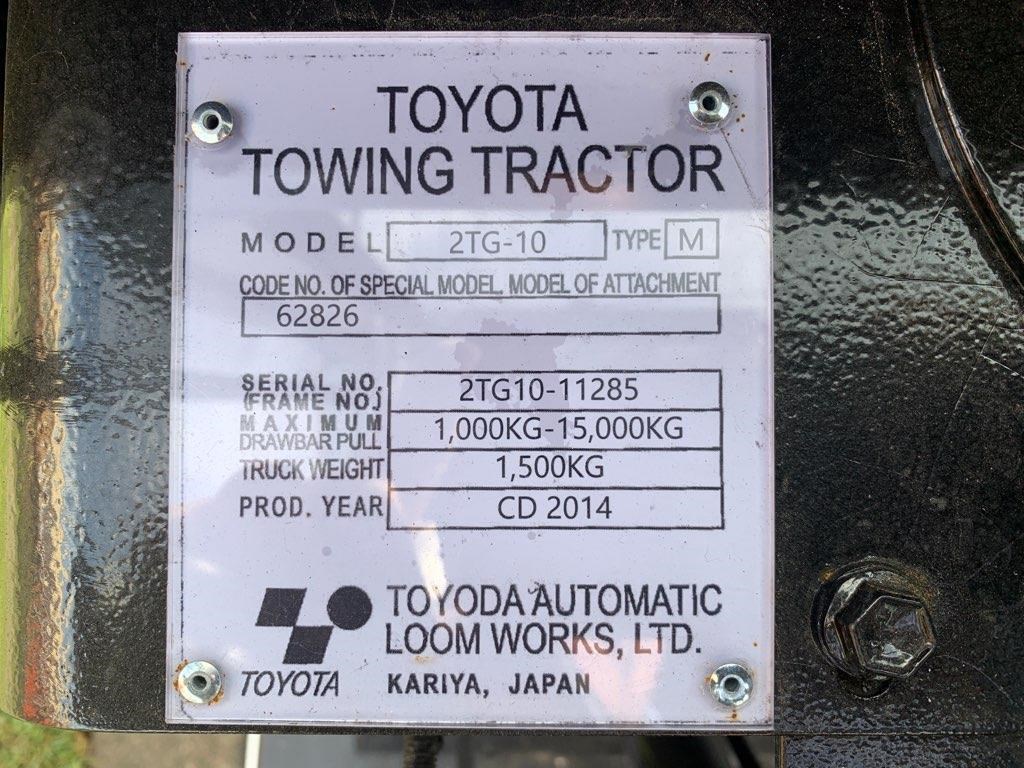 TOYOTA
TOWING TRACTOR
MODEL 2TG-10 TYPE M
CODE NO. OF SPECIAL MODEL. MODEL OF ATTACHMENT
62826
SERIAL NO.
(FRAME NO.) 2TG10-11285
MAXIMUM
DRAWBAR PULL 1,000KG-15,000KG
TRUCK WEIGHT 1,500KG
PROD. YEAR CD 2014
TOYODA AUTOMATIC
LOOM WORKS, LTD.
TOYOTA KARIYA, JAPAN